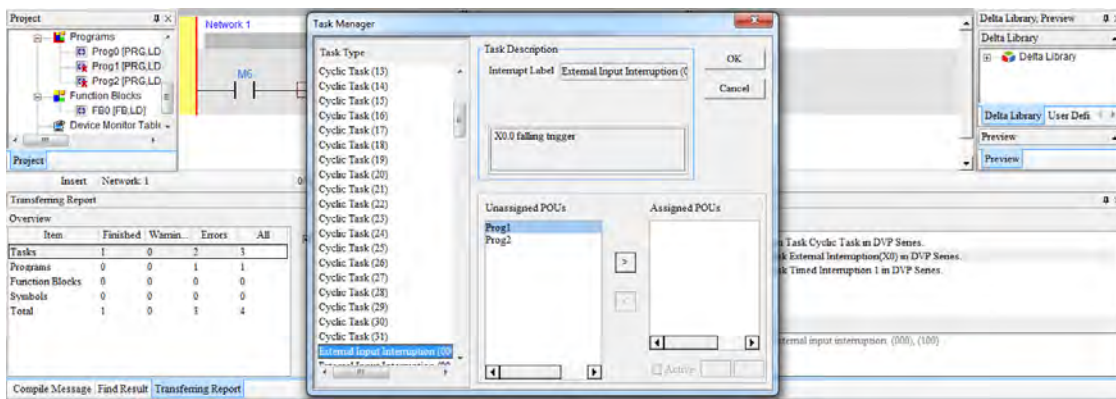 Project
Programs
Prog0 [PRG,LD
Prog1 [PRG,LD
Prog2 [PRG,LD
Function Blocks
FB0 [FB,LD]
Device Monitor Table
Project
Network 1
M6
Insert Network: 1
Task Manager
Task Type
Cyclic Task (13)
Cyclic Task (14)
Cyclic Task (15)
Cyclic Task (16)
Cyclic Task (17)
Cyclic Task (18)
Cyclic Task (19)
Cyclic Task (20)
Cyclic Task (21)
Cyclic Task (22)
Cyclic Task (23)
Cyclic Task (24)
Cyclic Task (25)
Cyclic Task (26)
Cyclic Task (27)
Cyclic Task (28)
Cyclic Task (29)
Cyclic Task (30)
Cyclic Task (31)
External Input Interruption (00
Task Description
Interrupt Label External Input Interruption (0
X0.0 falling trigger
OK
Cancel
Unassigned POUs
Prog1
Prog2
>
<
Assigned POUs
Active
Delta Library, Preview
Delta Library
Delta Library
Delta Library User Defi
Preview
Preview
Transferring Report
Overview
Item Finished Warnin... Errors All
Tasks 1 0 2 3
Programs 0 0 1 1
Function Blocks 0 0 0 0
Symbols 0 0 0 0
Total 1 0 3 4
Task Cyclic Task in DVP Series.
External Interruption(X0) in DVP Series.
Timed Interruption 1 in DVP Series.
external input interruption (000), (100)
Compile Message Find Result Transferring Report